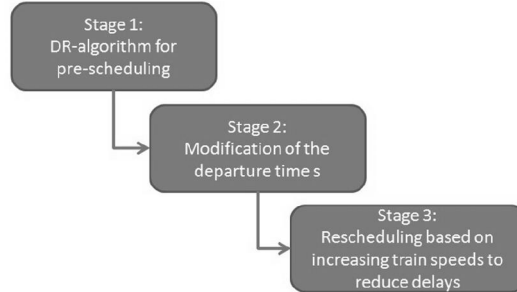 Stage 1:
DR-algorithm for
pre-scheduling
Stage 2:
Modification of the
departure time s
Stage 3:
Rescheduling based on
increasing train speeds to
reduce delays